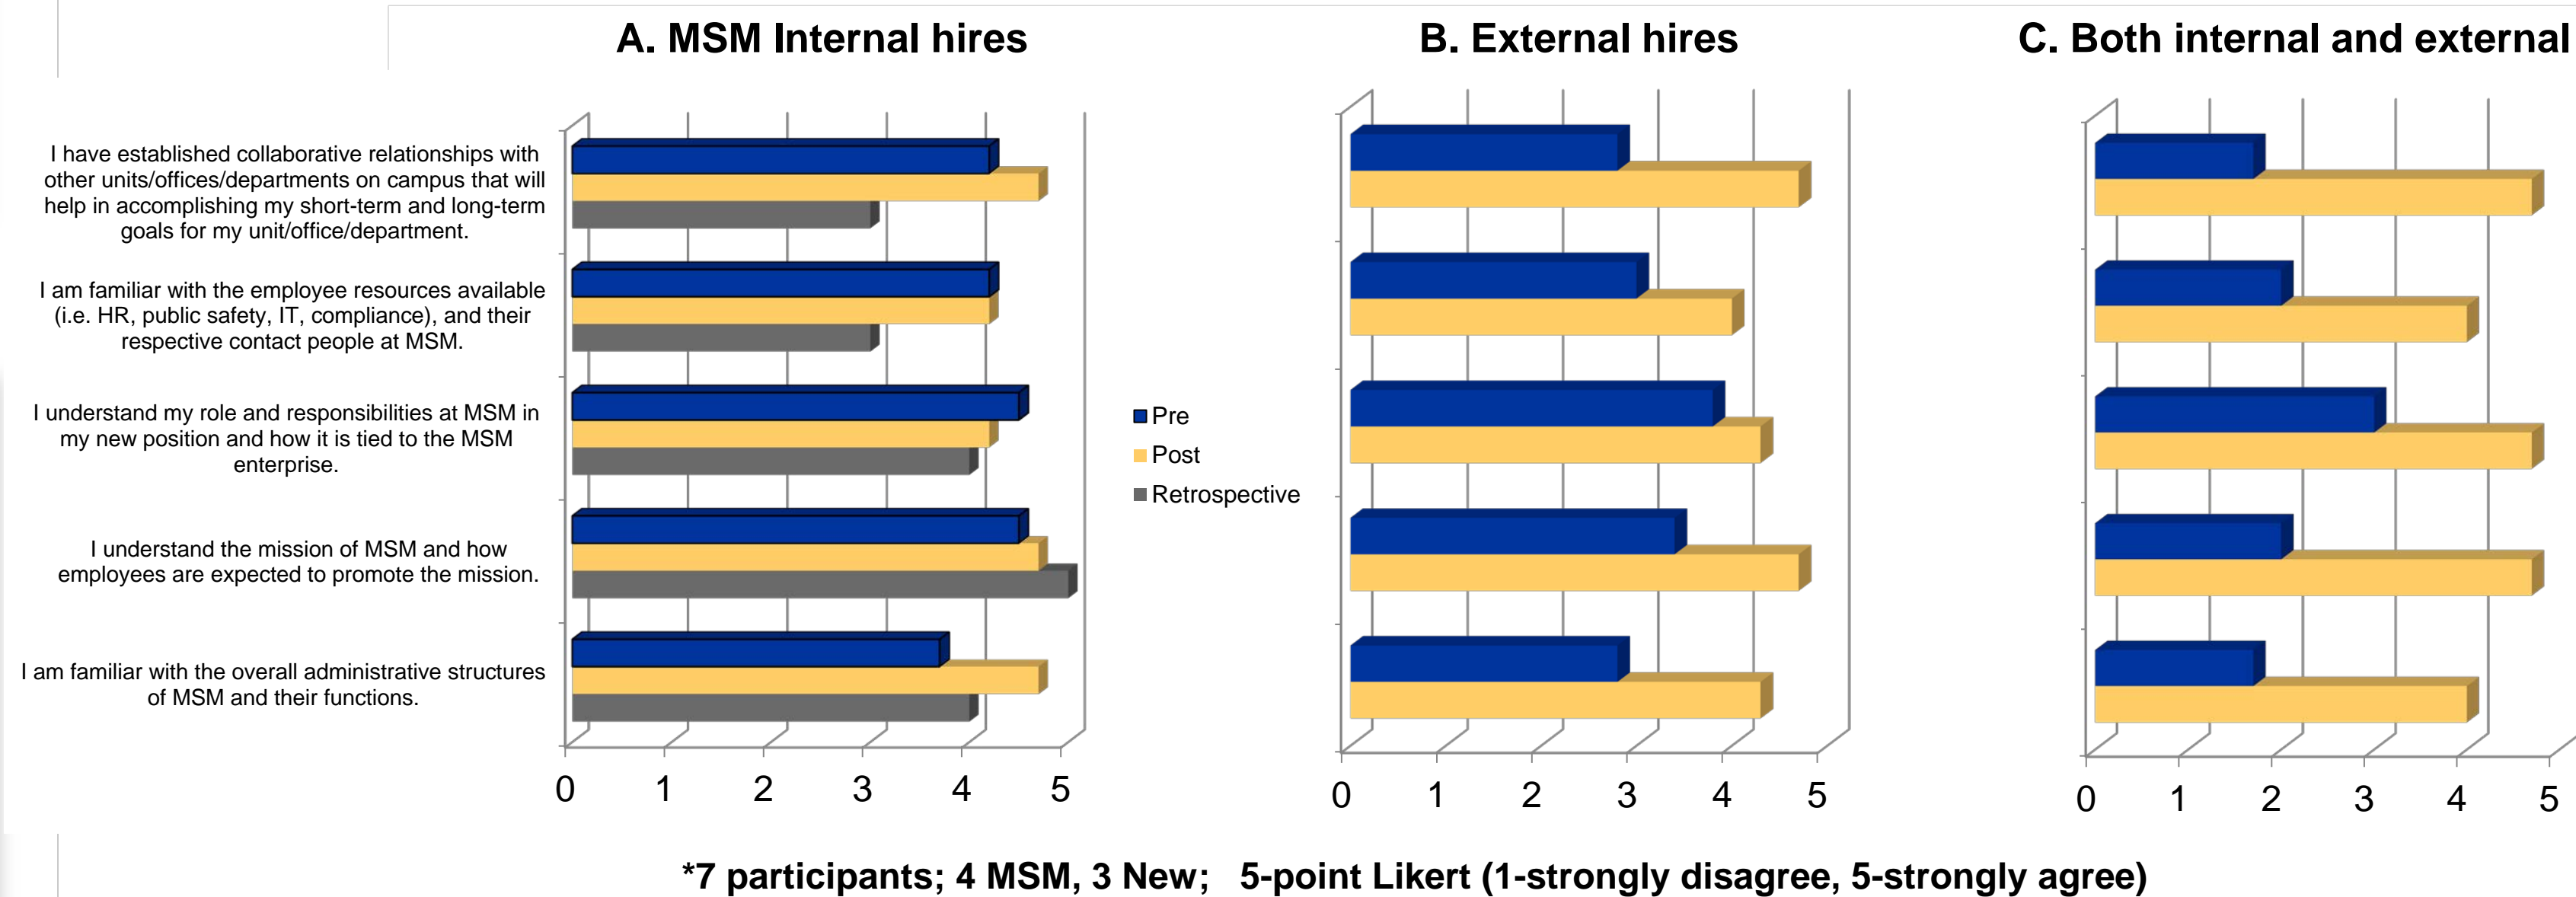 A. MSM Internal hires
B. External hires
C. Both internal and external
I have established collaborative relationships with
other units/offices/departments on campus that will
help in accomplishing my short-term and long-term
goals for my unit/office/department.
I am familiar with the employee resources available
(i.e. HR, public safety, IT, compliance), and their
respective contact people at MSM.
I understand my role and responsibilities at MSM in
my new position and how it is tied to the MSM
enterprise.
I understand the mission of MSM and how
employees are expected to promote the mission.
I am familiar with the overall administrative structures
of MSM and their functions.
0 1 2 3 4 5
Pre
Post
Retrospective
0 1 2 3 4 5
0 1 2 3 4 5
*7 participants; 4 MSM, 3 New; 5-point Likert (1-strongly disagree, 5-strongly agree)